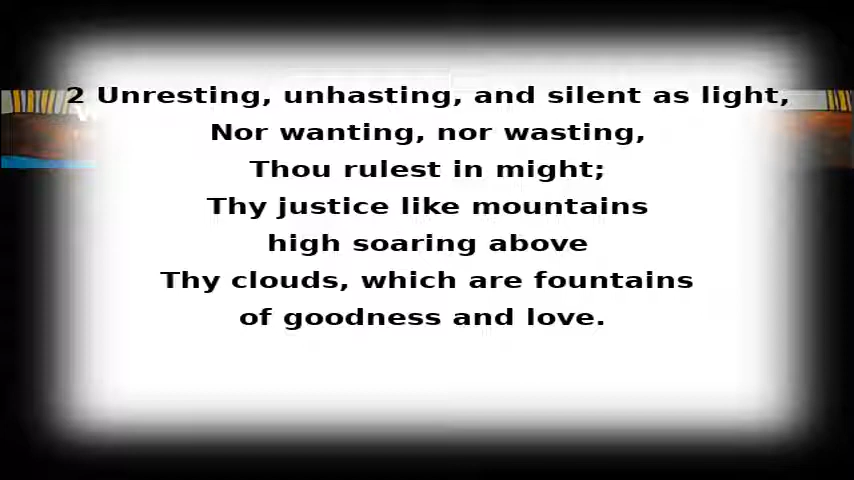 2 Unresting, unhasting, and silent as light,
Nor wanting, nor wasting,
Thou rulest in might;
Thy justice like mountains
high soaring above
Thy clouds, which are fountains
of goodness and love.